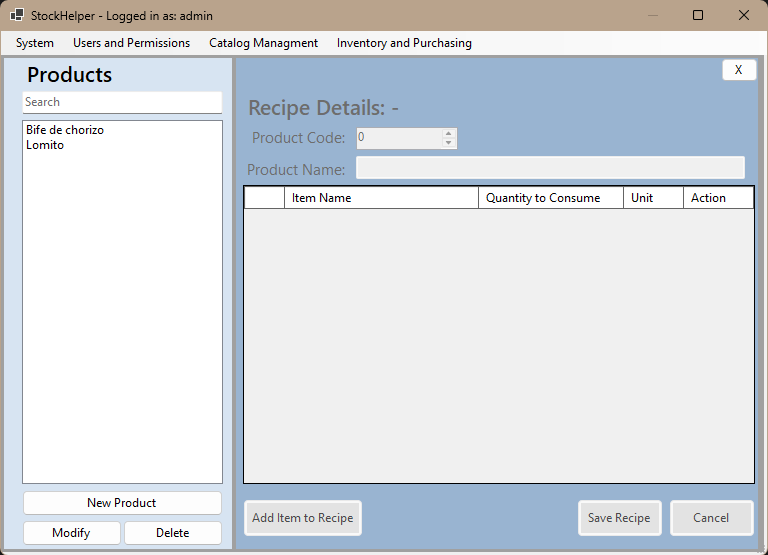 StockHelper - Logged in as: admin
System Users and Permissions Catalog Managment Inventory and Purchasing
Products
Search
Bife de chorizo
Lomito
New Product
Modify Delete
X
Recipe Details: -
Product Code: 0
Product Name:
Item Name Quantity to Consume Unit Action
Add Item to Recipe Save Recipe Cancel